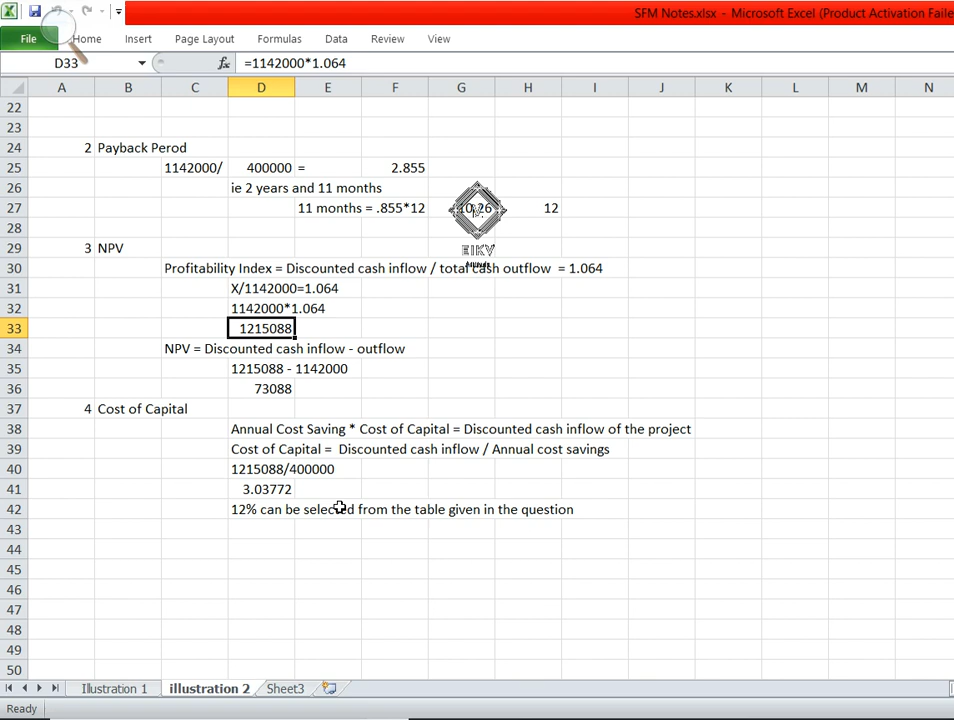 SFM Notes.xlsx - Microsoft Excel (Product Activation Faile
File Home Insert Page Layout Formulas Data Review View
D33 fx =1142000*1.064
A B C D E F G H I J K L M N
22
23
24 2 Payback Perod
25 1142000/ 400000 = 2.855
26 ie 2 years and 11 months
27 11 months = .855*12 10.26 12
28
29 3 NPV
EIKV
30 Profitability Index = Discounted cash inflow / total cash outflow = 1.064
31 X/1142000=1.064
32 1142000*1.064
33 1215088
34 NPV = Discounted cash inflow - outflow
35 1215088 - 1142000
36 73088
37 4 Cost of Capital
38 Annual Cost Saving * Cost of Capital = Discounted cash inflow of the project
39 Cost of Capital = Discounted cash inflow / Annual cost savings
40 1215088/400000
41 3.03772
42 12% can be selected from the table given in the question
43
44
45
46
47
48
49
50
Illustration 1 illustration 2 Sheet3
Ready